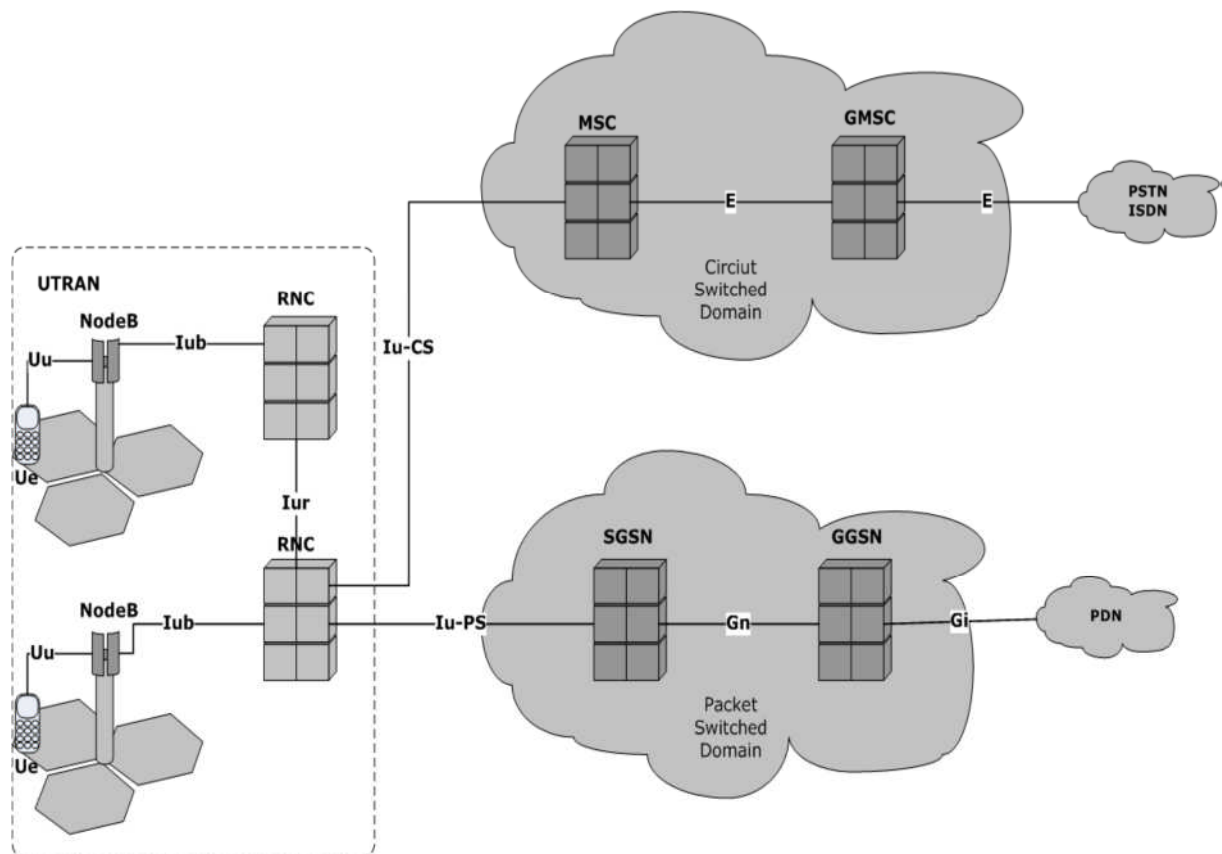 MSC
GMSC
E
E
PSTN
ISDN
Circiut
Switched
Domain
UTRAN
RNC
NodeB
Iub
Uu
Ue
Iu-CS
Iur
RNC
NodeB
Iub
Uu
Ue
Iu-PS
SGSN
GGSN
Gn
Gi
PDN
Packet
Switched
Domain